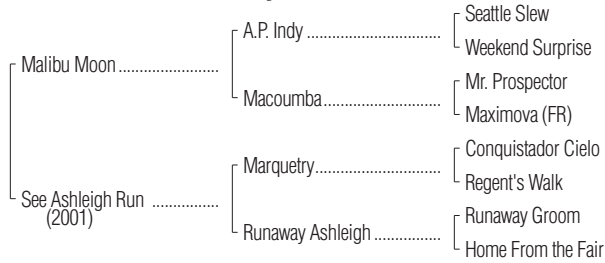 Seattle Slew
A.P. Indy ..............................
Weekend Surprise
Malibu Moon ......................
Mr. Prospector
Macoumba..........................
Maximova (FR)
Conquistador Cielo
Marquetry...........................
Regent's Walk
See Ashleigh Run ...............
(2001)
Runaway Groom
Runaway Ashleigh ...............
Home From the Fair